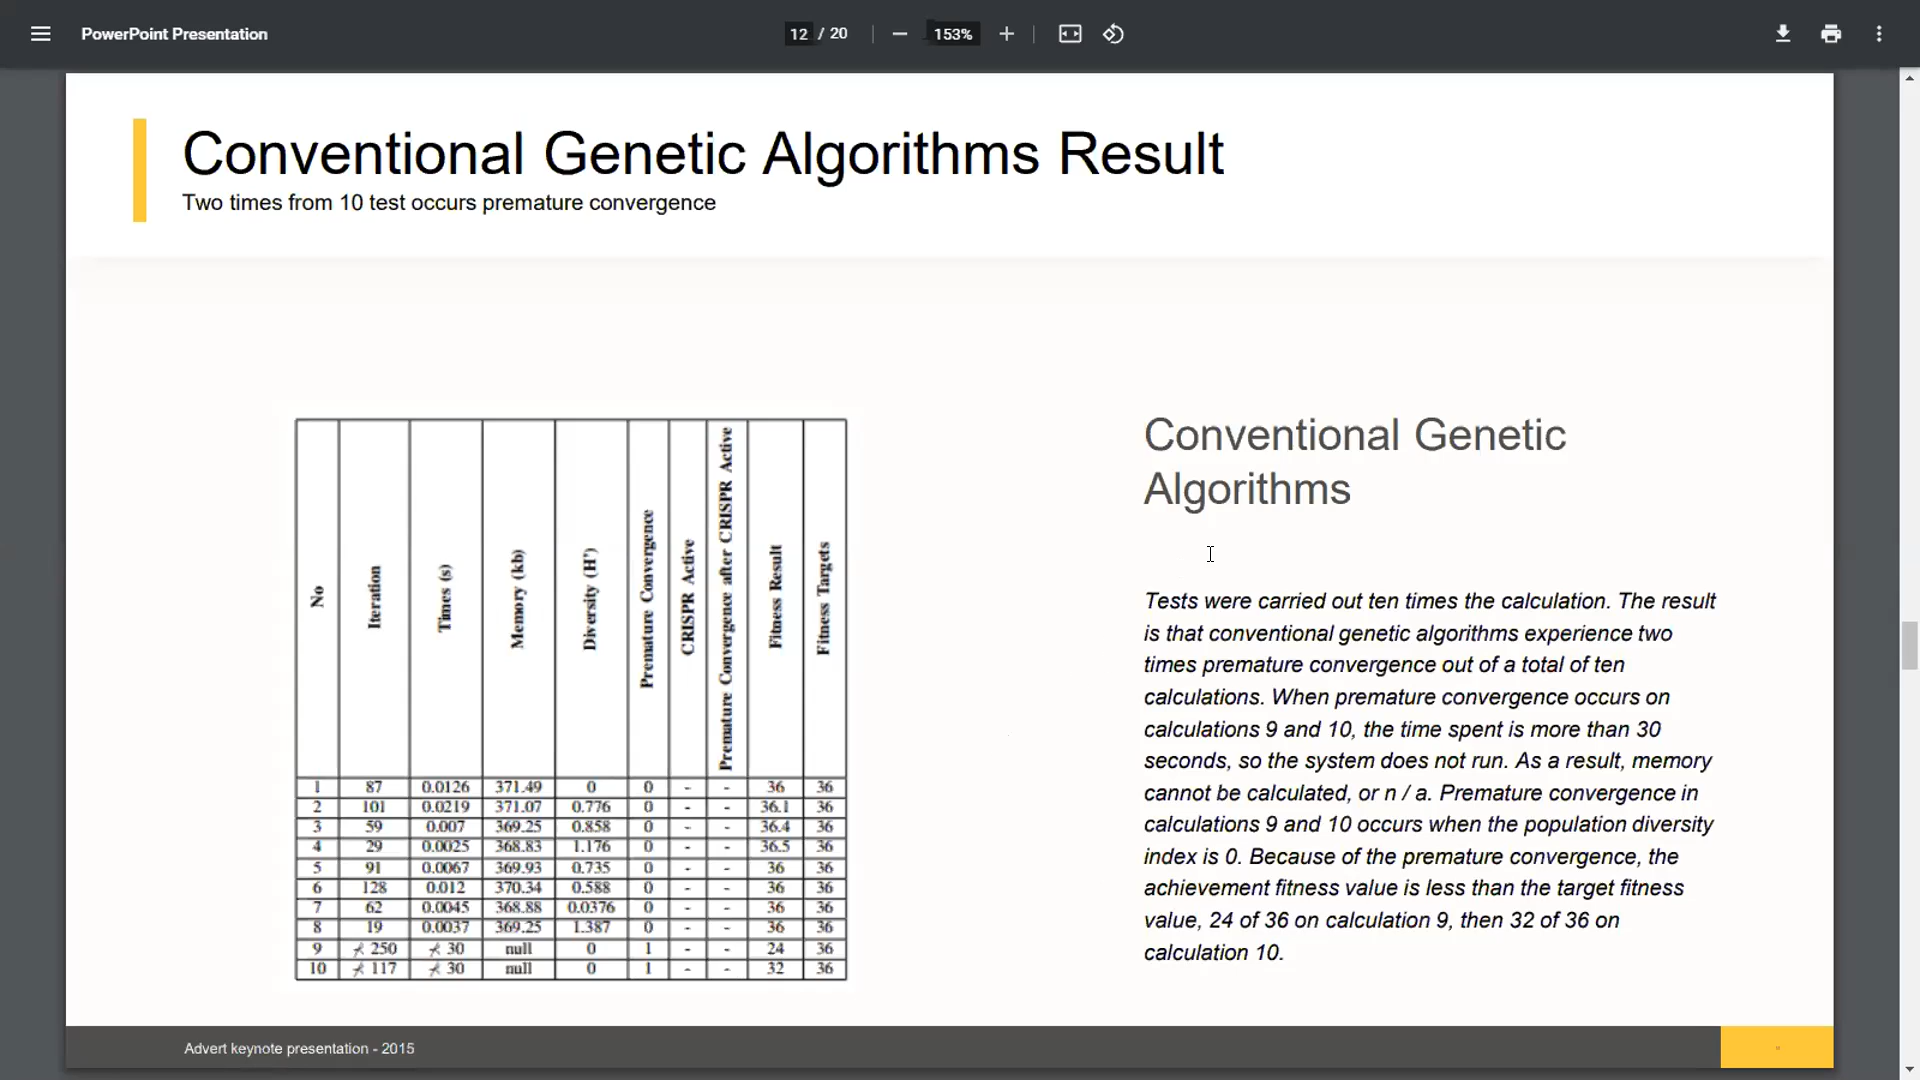 PowerPoint Presentation
12 / 20
153%
Conventional Genetic Algorithms Result
Two times from 10 test occurs premature convergence
No Iteration Times (s) Memory (kb) Diversity (H') Premature Convergence CRISPR Active Premature Convergence after CRISPR Active Fitness Result Fitness Targets
1 87 0.0126 371.49 0 0 - - 36 36
2 101 0.0219 371.07 0.776 0 - - 36.1 36
3 59 0.007 369.25 0.858 0 - - 36.4 36
4 29 0.0025 368.83 1.176 0 - - 36.5 36
5 91 0.0067 369.93 0.735 0 - - 36 36
6 128 0.012 370.34 0.588 0 - - 36 36
7 62 0.0045 368.88 0.0376 0 - - 36 36
8 19 0.0037 369.25 1.387 0 - - 36 36
9 ⊀ 250 ⊀ 30 null 0 1 - - 24 36
10 ⊀ 117 ⊀ 30 null 0 1 - - 32 36
Conventional Genetic
Algorithms
Tests were carried out ten times the calculation. The result
is that conventional genetic algorithms experience two
times premature convergence out of a total of ten
calculations. When premature convergence occurs on
calculations 9 and 10, the time spent is more than 30
seconds, so the system does not run. As a result, memory
cannot be calculated, or n / a. Premature convergence in
calculations 9 and 10 occurs when the population diversity
index is 0. Because of the premature convergence, the
achievement fitness value is less than the target fitness
value, 24 of 36 on calculation 9, then 32 of 36 on
calculation 10.
Advert keynote presentation - 2015